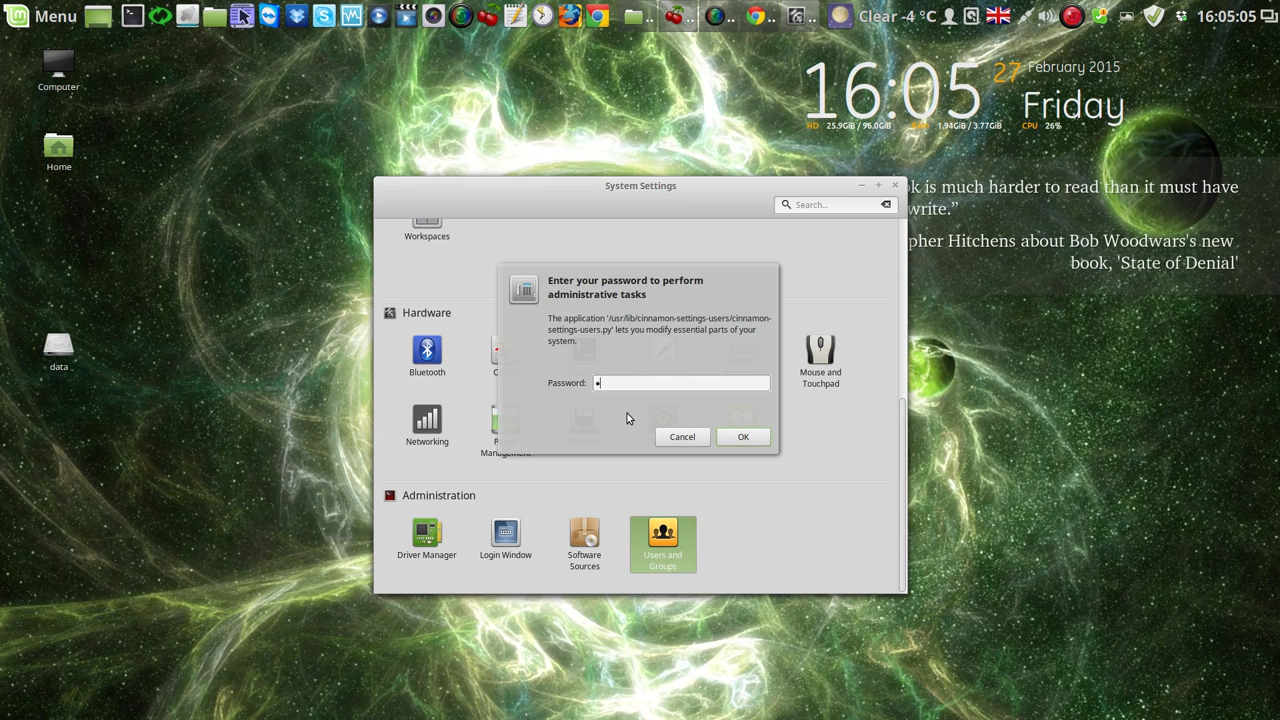 Menu
Clear -4 °C
16:05:05
Computer
Home
data
16:05
27
February 2015
Friday
HD 25.9GiB / 96.0GiB
1.94GiB / 3.77GiB
CPU 26%
k is much harder to read than it must have
write.”
pher Hitchens about Bob Woodwars's new
book, 'State of Denial'
System Settings
Search...
Workspaces
Enter your password to perform
administrative tasks
The application '/usr/lib/cinnamon-settings-users/cinnamon-
settings-users.py' lets you modify essential parts of your
system.
Password:
Cancel
OK
Hardware
Bluetooth
Mouse and
Touchpad
Networking
Management
Administration
Driver Manager
Login Window
Software
Sources
Users and
Groups